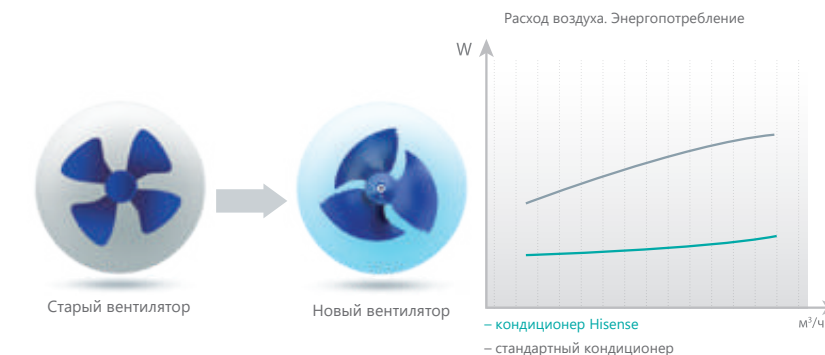 Расход воздуха. Энергопотребление
W
Старый вентилятор
Новый вентилятор
– кондиционер Hisense
м³/ч
– стандартный кондиционер